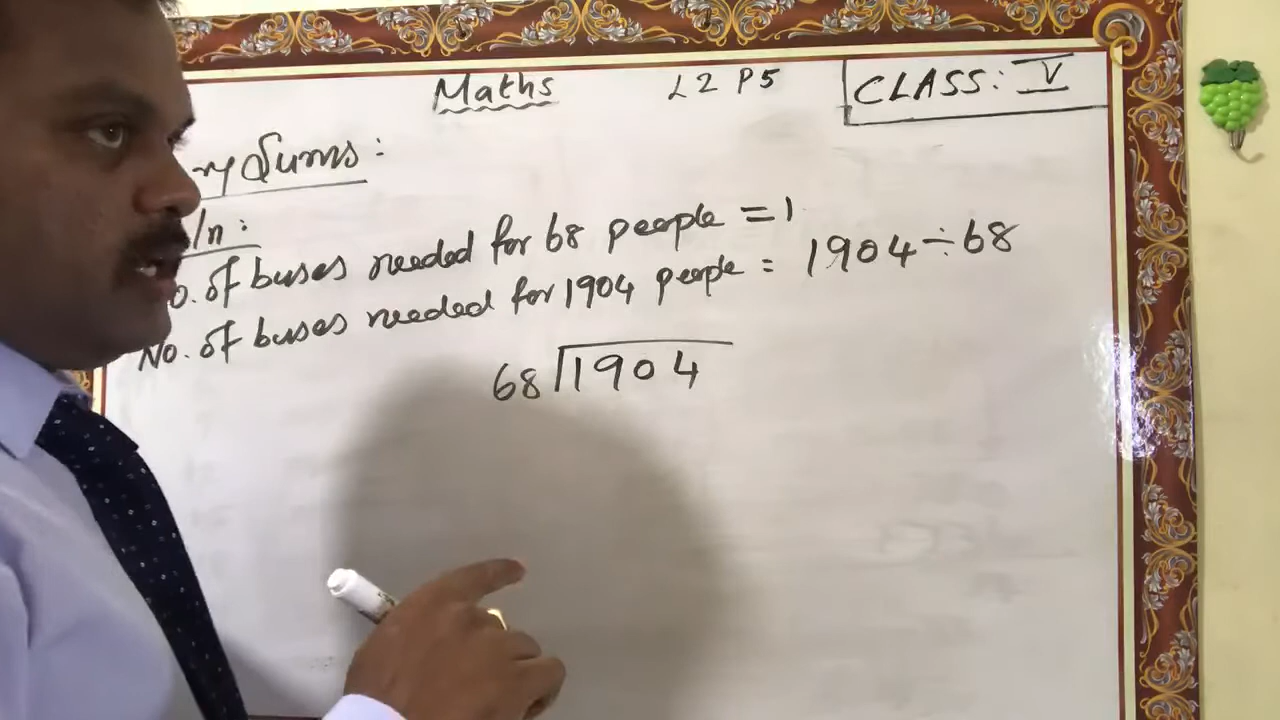 Maths L2 P5 CLASS: V
Sums:
/n:
o. of buses needed for 68 people = 1
No. of buses needed for 1904 people = 1904 ÷ 68
68 1904